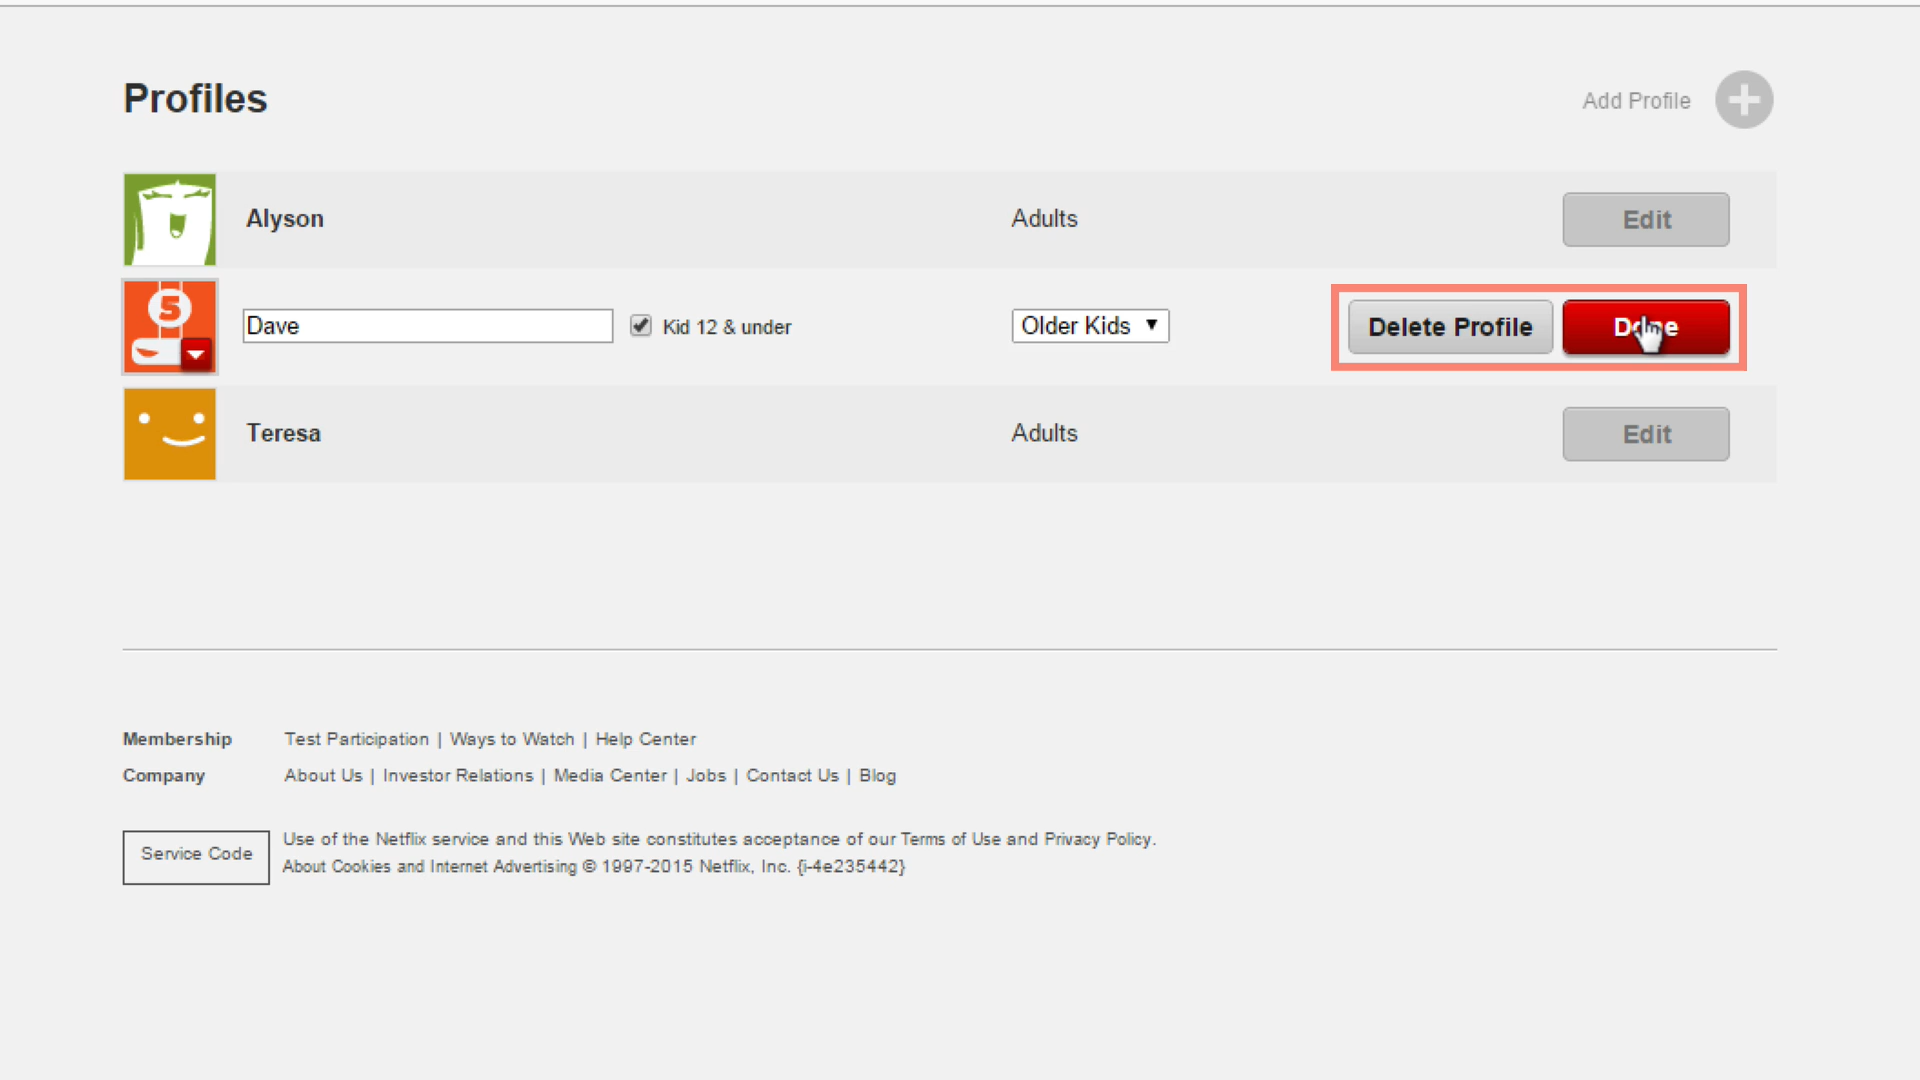 Profiles
Add Profile
Alyson Adults Edit
5
Dave Kid 12 & under Older Kids Delete Profile Done
Teresa Adults Edit
Membership Test Participation | Ways to Watch | Help Center
Company About Us | Investor Relations | Media Center | Jobs | Contact Us | Blog
Service Code
Use of the Netflix service and this Web site constitutes acceptance of our Terms of Use and Privacy Policy.
About Cookies and Internet Advertising © 1997-2015 Netflix, Inc. {i-4e235442}